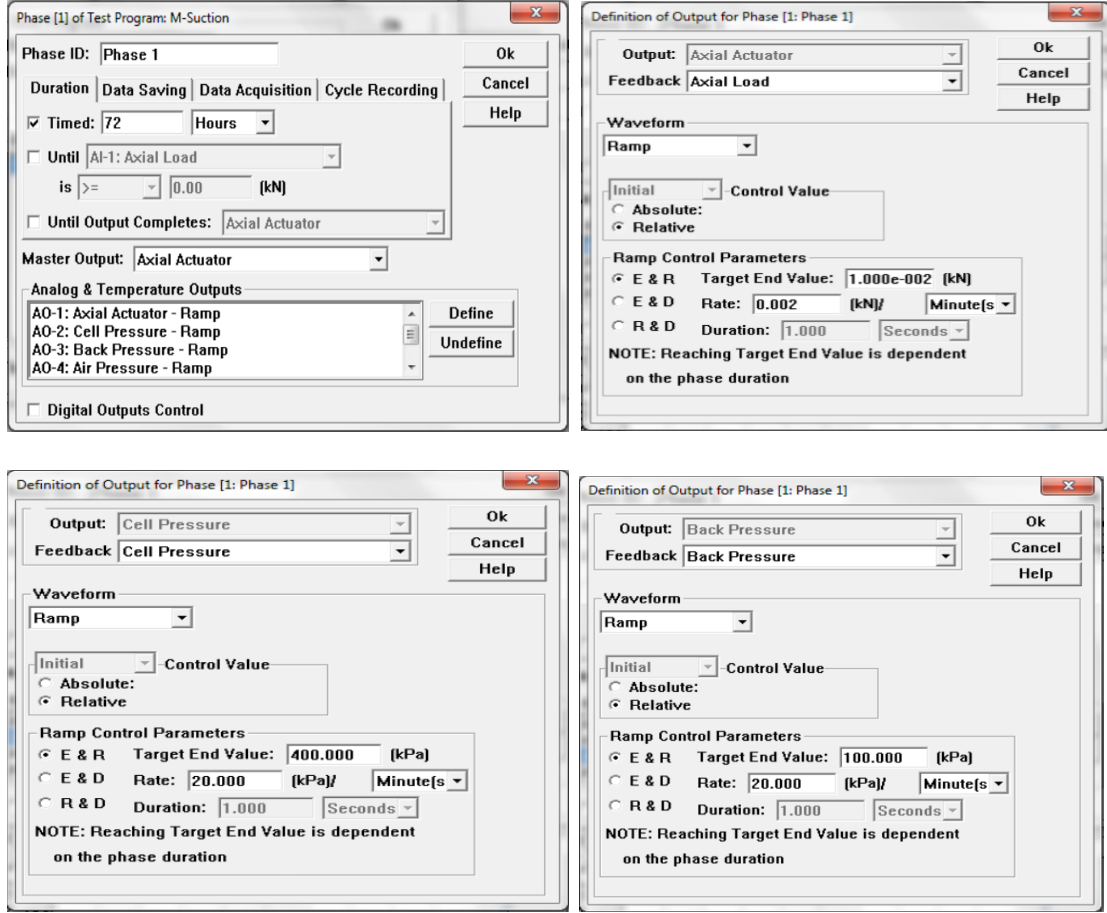 Phase [1] of Test Program: M-Suction
Phase ID: Phase 1
Ok
Duration Data Saving Data Acquisition Cycle Recording
Cancel
Timed: 72 Hours
Help
Until AI-1: Axial Load
is >= 0.00 (kN)
Until Output Completes: Axial Actuator
Master Output: Axial Actuator
Analog & Temperature Outputs
AO-1: Axial Actuator - Ramp
AO-2: Cell Pressure - Ramp
AO-3: Back Pressure - Ramp
AO-4: Air Pressure - Ramp
Define
Undefine
Digital Outputs Control
Definition of Output for Phase [1: Phase 1]
Output: Axial Actuator
Feedback Axial Load
Ok
Cancel
Help
Waveform
Ramp
Initial Control Value
Absolute:
Relative
Ramp Control Parameters
E & R Target End Value: 1.000e-002 (kN)
E & D Rate: 0.002 (kN)/ Minute(s
R & D Duration: 1.000 Seconds
NOTE: Reaching Target End Value is dependent
on the phase duration
Definition of Output for Phase [1: Phase 1]
Output: Cell Pressure
Feedback Cell Pressure
Ok
Cancel
Help
Waveform
Ramp
Initial Control Value
Absolute:
Relative
Ramp Control Parameters
E & R Target End Value: 400.000 (kPa)
E & D Rate: 20.000 (kPa)/ Minute(s
R & D Duration: 1.000 Seconds
NOTE: Reaching Target End Value is dependent
on the phase duration
Definition of Output for Phase [1: Phase 1]
Output: Back Pressure
Feedback Back Pressure
Ok
Cancel
Help
Waveform
Ramp
Initial Control Value
Absolute:
Relative
Ramp Control Parameters
E & R Target End Value: 100.000 (kPa)
E & D Rate: 20.000 (kPa)/ Minute(s
R & D Duration: 1.000 Seconds
NOTE: Reaching Target End Value is dependent
on the phase duration